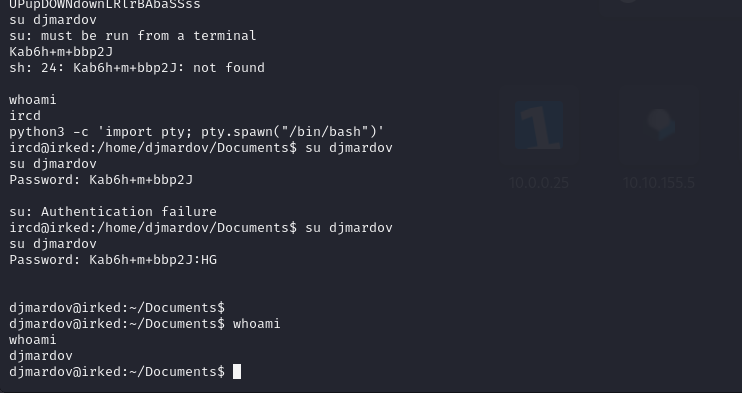 UPupDOWNdownLRlrBAbaSSss
su djmardov
su: must be run from a terminal
Kab6h+m+bbp2J
sh: 24: Kab6h+m+bbp2J: not found
whoami
ircd
python3 -c 'import pty; pty.spawn("/bin/bash")'
ircd@irked:/home/djmardov/Documents$ su djmardov
su djmardov
Password: Kab6h+m+bbp2J
su: Authentication failure
ircd@irked:/home/djmardov/Documents$ su djmardov
su djmardov
Password: Kab6h+m+bbp2J:HG
djmardov@irked:~/Documents$
djmardov@irked:~/Documents$ whoami
whoami
djmardov
djmardov@irked:~/Documents$
10.0.0.25
10.10.155.5